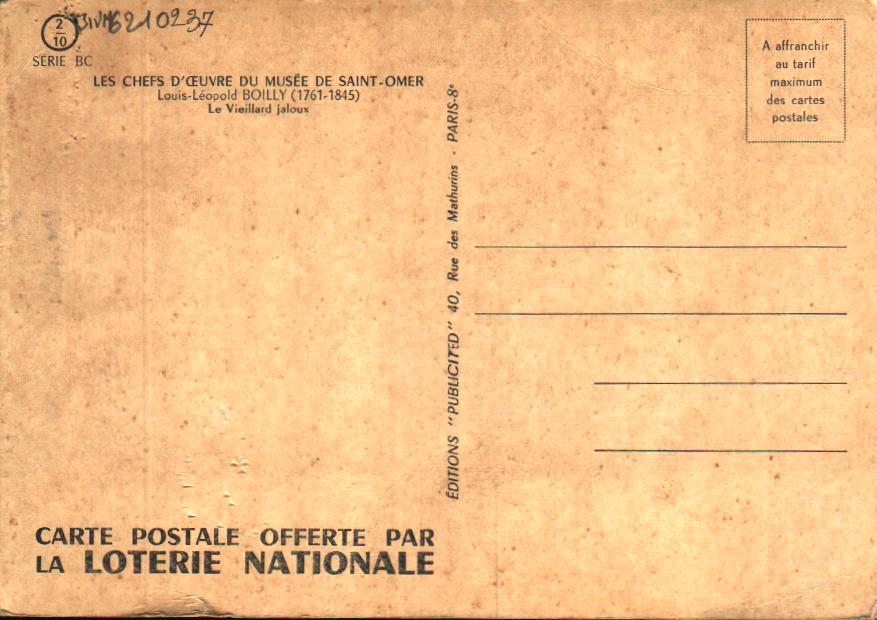 2
10
6210237
SÉRIE BC
LES CHEFS D'ŒUVRE DU MUSÉE DE SAINT-OMER
Louis-Léopold BOILLY (1761-1845)
Le Vieillard jaloux
CARTE POSTALE OFFERTE PAR
LA LOTERIE NATIONALE
ÉDITIONS "PUBLICITED" 40, Rue des Mathurins · PARIS-8e
A affranchir
au tarif
maximum
des cartes
postales